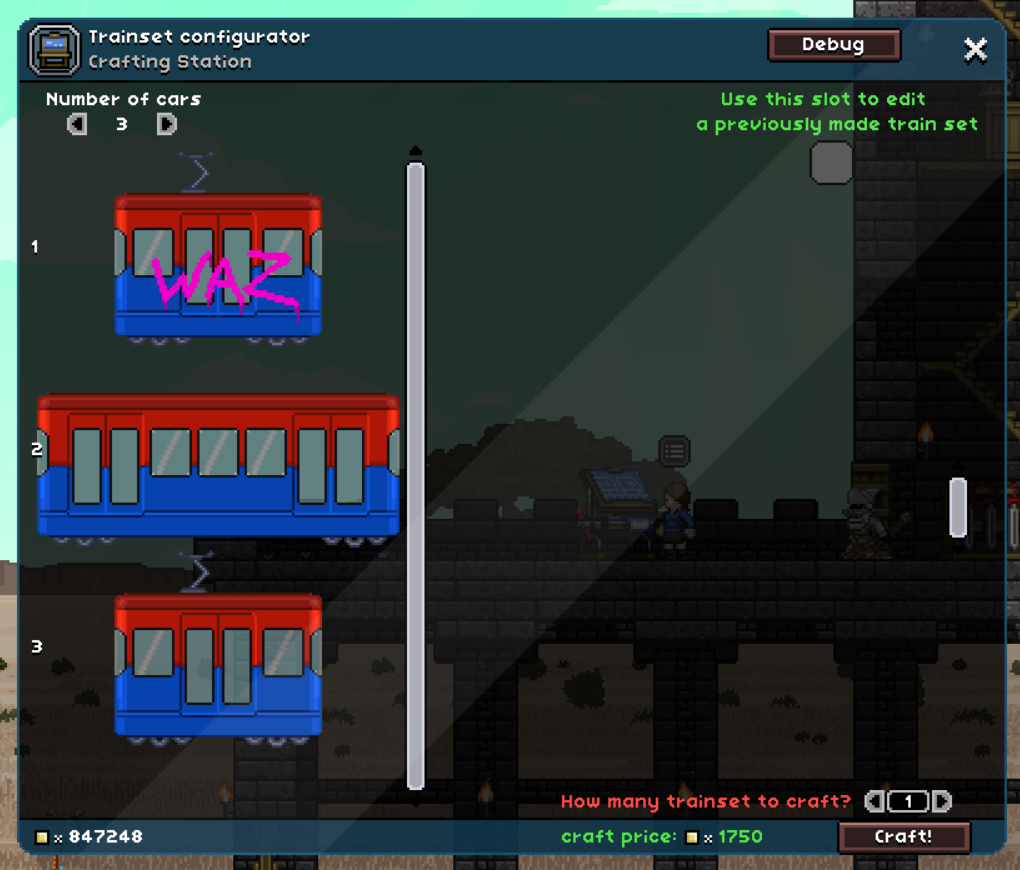 Trainset configurator
Crafting Station
Debug
Number of cars
3
Use this slot to edit
a previously made train set
1
WAZ
2
3
How many trainset to craft?
1
x 847248
craft price: x 1750
Craft!